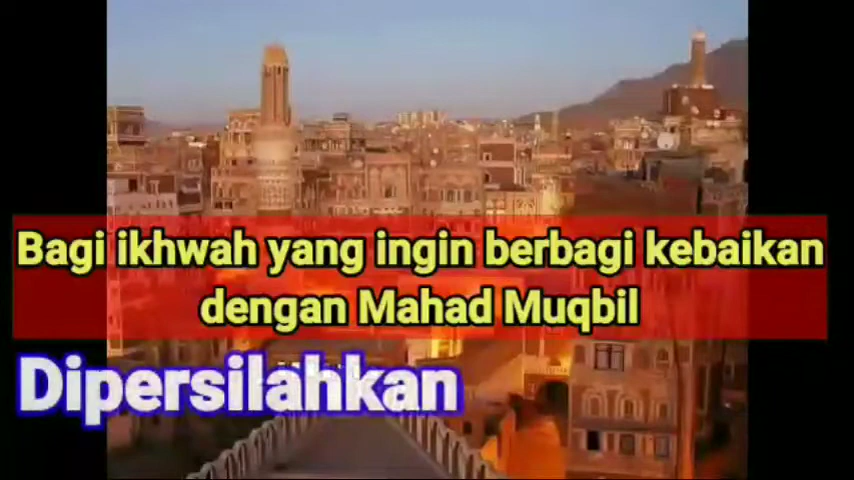 Bagi ikhwah yang ingin berbagi kebaikan
dengan Mahad Muqbil
Dipersilahkan